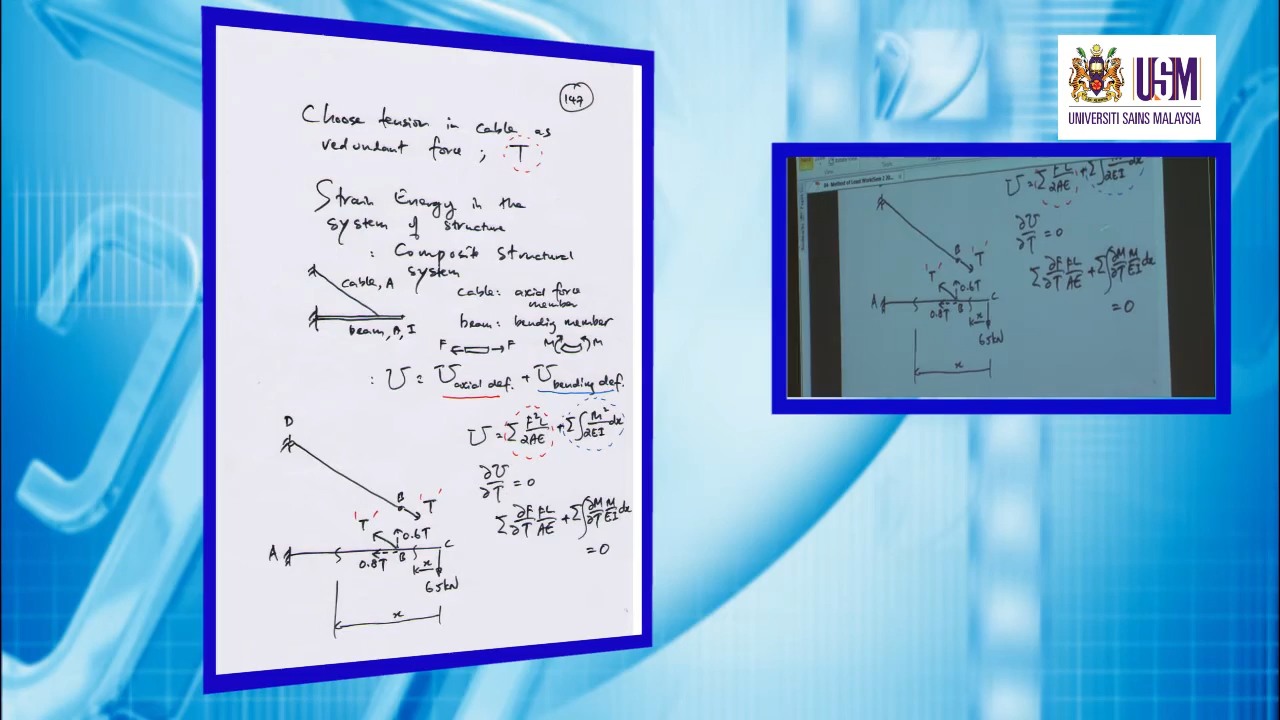 147
Choose tension in cable as
redundant force ; T
Strain Energy in the
system of structure
: Composite structural
system
cable, A
beam, A, I
cable: axial force
member
beam: bending member
F F M M
: U = U axial def. + U bending def.
D
U = Σ F²L/2AE + Σ∫ M²/2EI dx
∂U/∂T = 0
Σ ∂F/∂T FL/AE + Σ∫ ∂M/∂T M/EI dx
= 0
B 'T'
'T' 0.6T
A 0.8T B C
x
65kN
x
USM
UNIVERSITI SAINS MALAYSIA
U = Σ F²L/2AE + Σ∫ M²/2EI dx
∂U/∂T = 0
Σ ∂F/∂T FL/AE + Σ∫ ∂M/∂T M/EI dx
= 0
B 'T'
'T' 0.6T
A 0.8T B C
x
65kN
x